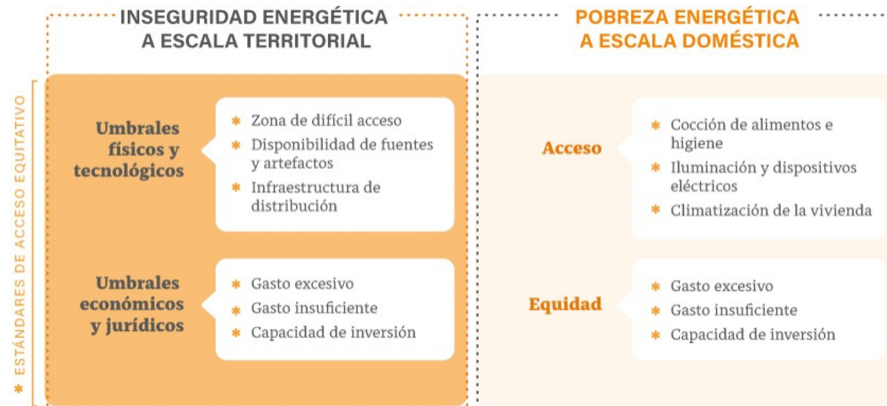 INSEGURIDAD ENERGÉTICA
A ESCALA TERRITORIAL
POBREZA ENERGÉTICA
A ESCALA DOMÉSTICA
* ESTÁNDARES DE ACCESO EQUITATIVO
Umbrales
físicos y
tecnológicos
* Zona de difícil acceso
* Disponibilidad de fuentes
y artefactos
* Infraestructura de
distribución
Acceso
* Cocción de alimentos e
higiene
* Iluminación y dispositivos
eléctricos
* Climatización de la vivienda
Umbrales
económicos
y jurídicos
* Gasto excesivo
* Gasto insuficiente
* Capacidad de inversión
Equidad
* Gasto excesivo
* Gasto insuficiente
* Capacidad de inversión